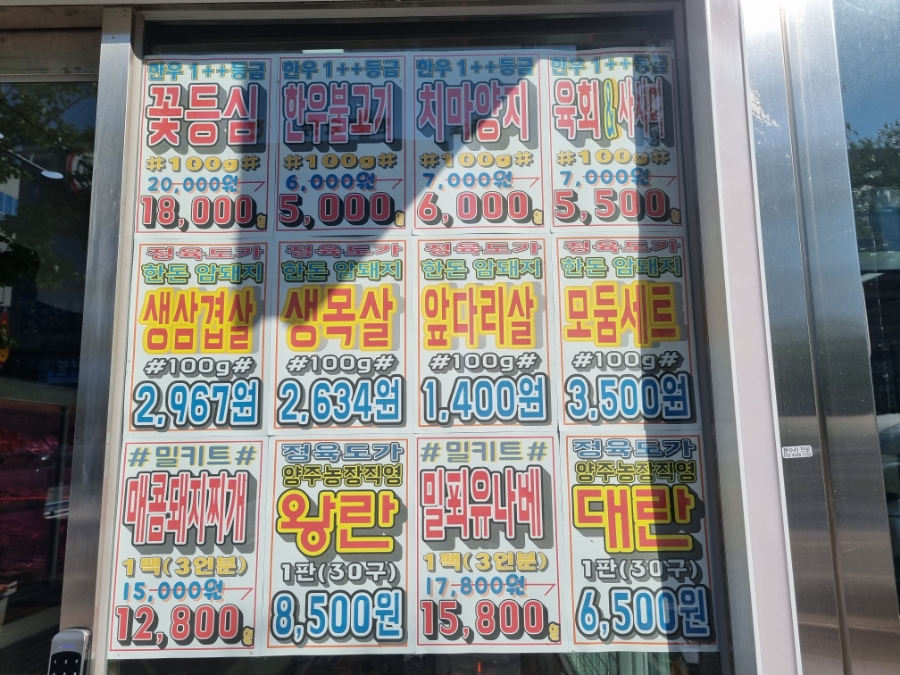 한우 1++등급
꽃등심
#100g#
20,000원
18,000원
한우 1++등급
한우불고기
#100g#
6,000원
5,000원
한우 1++등급
치마양지
#100g#
7,000원
6,000원
한우 1++등급
육회&사태
#100g#
7,000원
5,500원
정육도가
한돈 암돼지
생삼겹살
#100g#
2,967원
정육도가
한돈 암돼지
생목살
#100g#
2,634원
정육도가
한돈 암돼지
앞다리살
#100g#
1,400원
정육도가
한돈 암돼지
모둠세트
#100g#
3,500원
#밀키트#
매콤돼지찌개
1팩(3인분)
15,000원
12,800원
정육도가
양주농장직영
왕란
1판(30구)
8,500원
#밀키트#
밀푀유나베
1팩(3인분)
17,800원
15,800원
정육도가
양주농장직영
대란
1판(30구)
6,500원